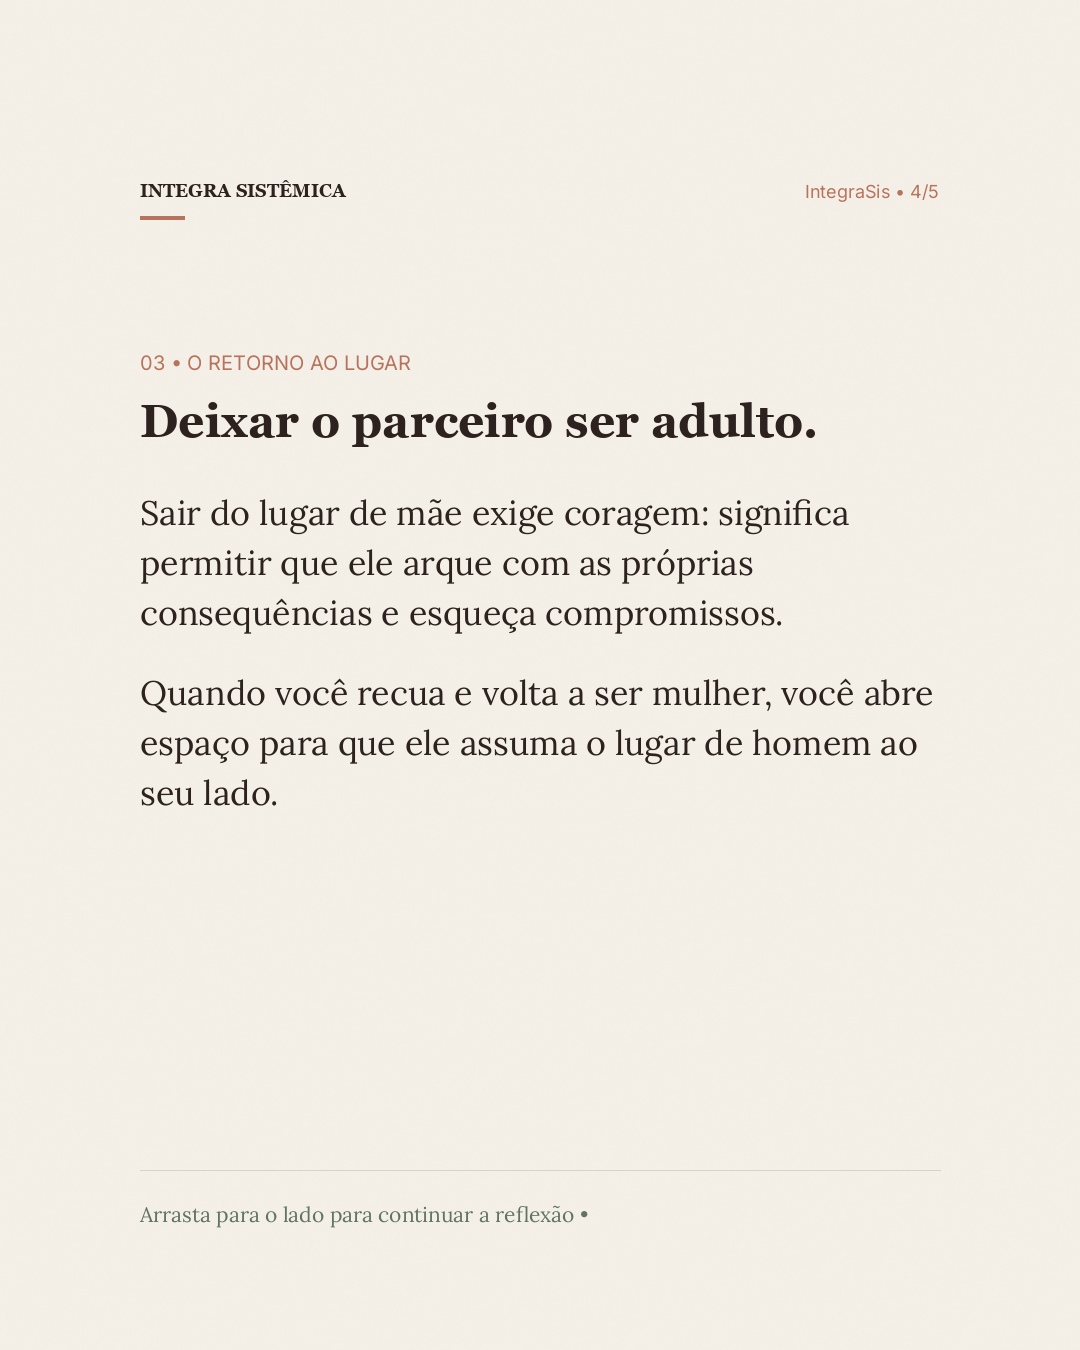 INTEGRA SISTÊMICA
IntegraSis • 4/5
03 • O RETORNO AO LUGAR
Deixar o parceiro ser adulto.
Sair do lugar de mãe exige coragem: significa
permitir que ele arque com as próprias
consequências e esqueça compromissos.
Quando você recua e volta a ser mulher, você abre
espaço para que ele assuma o lugar de homem ao
seu lado.
Arrasta para o lado para continuar a reflexão •